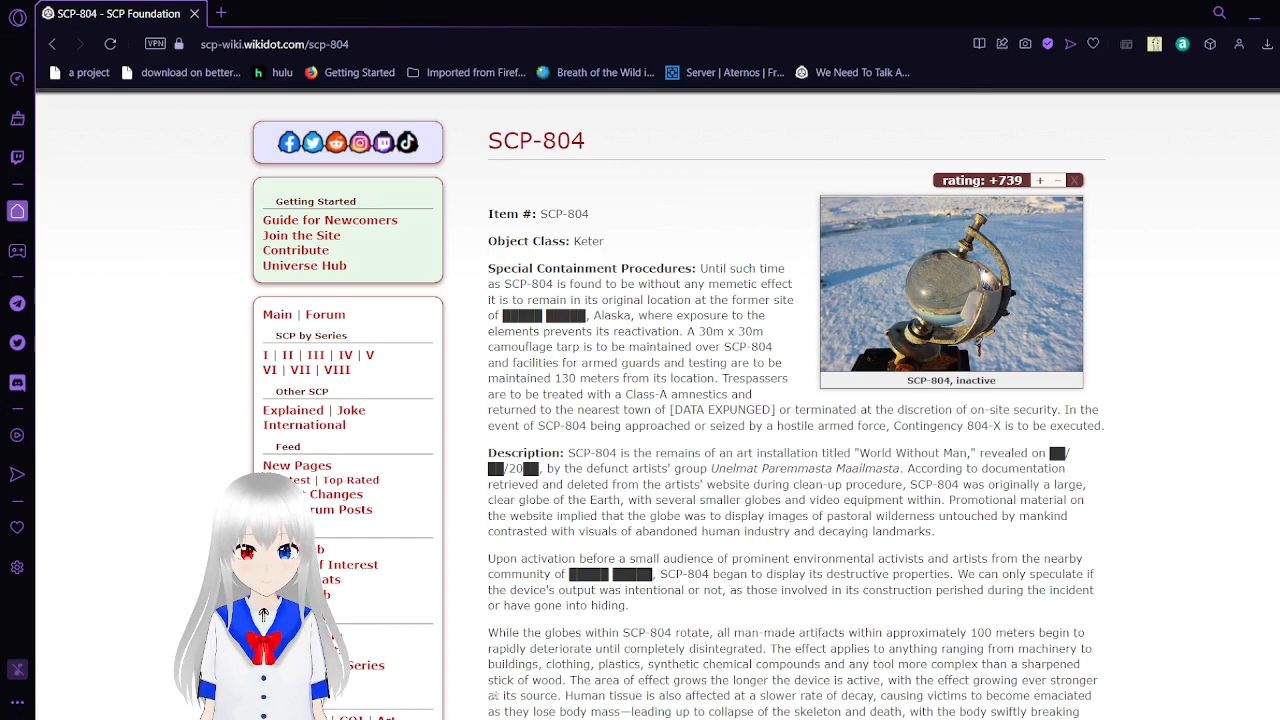 SCP-804 - SCP Foundation
VPN
scp-wiki.wikidot.com/scp-804
a project
download on better...
h hulu
Getting Started
Imported from Firef...
Breath of the Wild i...
Server | Aternos | Fr...
We Need To Talk A...
Getting Started
Guide for Newcomers
Join the Site
Contribute
Universe Hub
Main | Forum
SCP by Series
I | II | III | IV | V
VI | VII | VIII
Other SCP
Explained | Joke
International
Feed
New Pages
test | Top Rated
Changes
rum Posts
b
of Interest
ats
b
Series
| GOI | Art
SCP-804
rating: +739 + – X
SCP-804, inactive
Item #: SCP-804
Object Class: Keter
Special Containment Procedures: Until such time
as SCP-804 is found to be without any memetic effect
it is to remain in its original location at the former site
of █████ █████, Alaska, where exposure to the
elements prevents its reactivation. A 30m x 30m
camouflage tarp is to be maintained over SCP-804
and facilities for armed guards and testing are to be
maintained 130 meters from its location. Trespassers
are to be treated with a Class-A amnestics and
returned to the nearest town of [DATA EXPUNGED] or terminated at the discretion of on-site security. In the
event of SCP-804 being approached or seized by a hostile armed force, Contingency 804-X is to be executed.
Description: SCP-804 is the remains of an art installation titled "World Without Man," revealed on ██/
██/20██, by the defunct artists' group Unelmat Paremmasta Maailmasta. According to documentation
retrieved and deleted from the artists' website during clean-up procedure, SCP-804 was originally a large,
clear globe of the Earth, with several smaller globes and video equipment within. Promotional material on
the website implied that the globe was to display images of pastoral wilderness untouched by mankind
contrasted with visuals of abandoned human industry and decaying landmarks.
Upon activation before a small audience of prominent environmental activists and artists from the nearby
community of █████ █████, SCP-804 began to display its destructive properties. We can only speculate if
the device's output was intentional or not, as those involved in its construction perished during the incident
or have gone into hiding.
While the globes within SCP-804 rotate, all man-made artifacts within approximately 100 meters begin to
rapidly deteriorate until completely disintegrated. The effect applies to anything ranging from machinery to
buildings, clothing, plastics, synthetic chemical compounds and any tool more complex than a sharpened
stick of wood. The area of effect grows the longer the device is active, with the effect growing ever stronger
as its source. Human tissue is also affected at a slower rate of decay, causing victims to become emaciated
as they lose body mass—leading up to collapse of the skeleton and death, with the body swiftly breaking